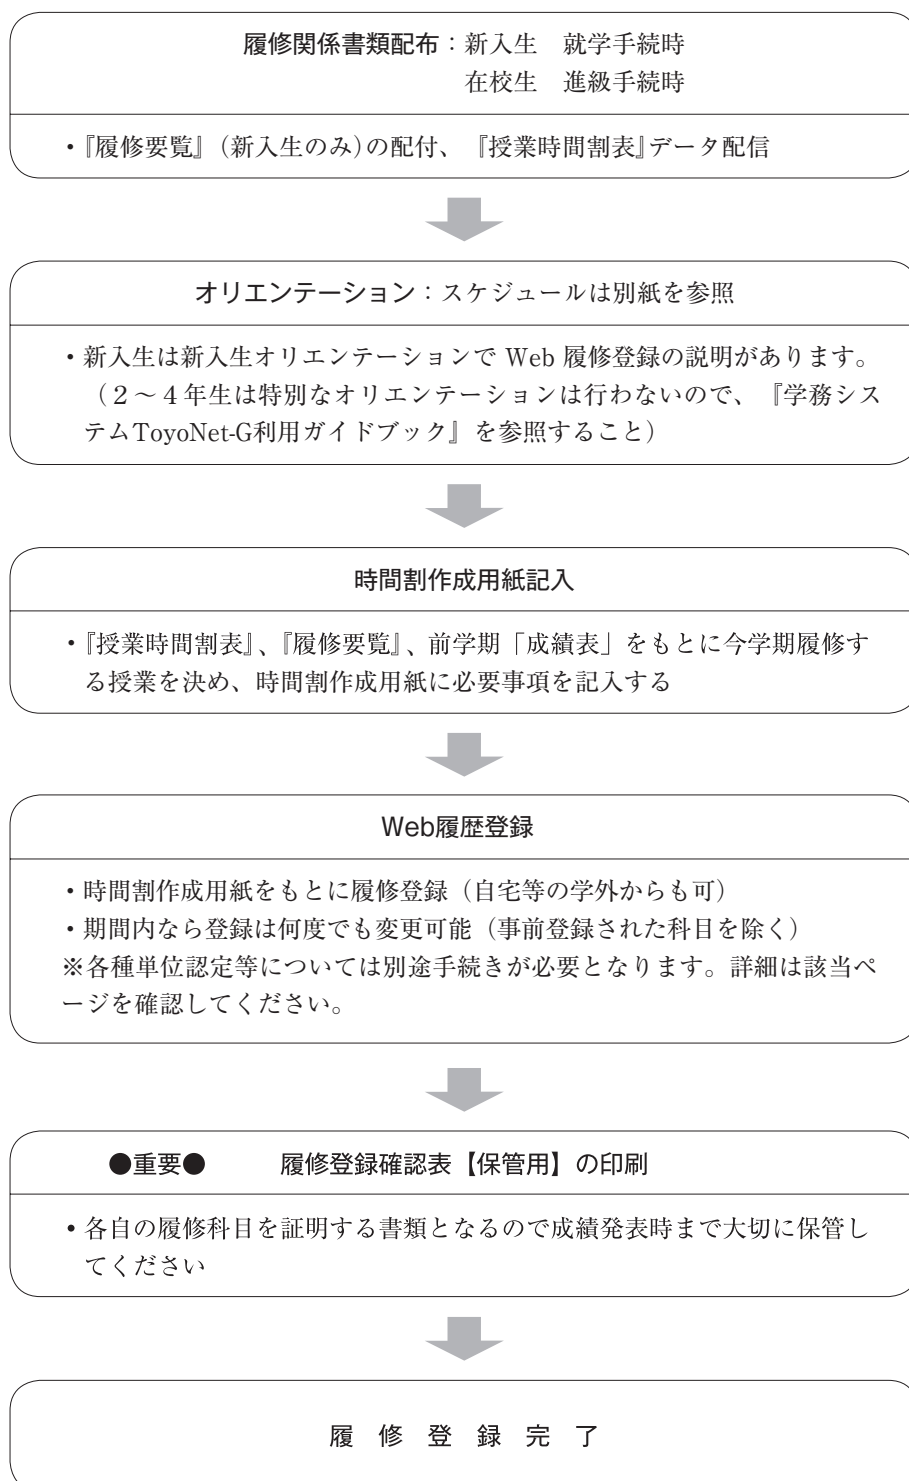 履修関係書類配布：新入生　就学手続時
在校生　進級手続時
・『履修要覧』（新入生のみ）の配付、『授業時間割表』データ配信
オリエンテーション：スケジュールは別紙を参照
・新入生は新入生オリエンテーションで Web 履修登録の説明があります。
（２～４年生は特別なオリエンテーションは行わないので、『学務シス
テムToyoNet-G利用ガイドブック』を参照すること）
時間割作成用紙記入
・『授業時間割表』、『履修要覧』、前学期「成績表」をもとに今学期履修す
る授業を決め、時間割作成用紙に必要事項を記入する
Web履歴登録
・時間割作成用紙をもとに履修登録（自宅等の学外からも可）
・期間内なら登録は何度でも変更可能（事前登録された科目を除く）
※各種単位認定等については別途手続きが必要となります。詳細は該当ペ
ージを確認してください。
●重要●　　履修登録確認表【保管用】の印刷
・各自の履修科目を証明する書類となるので成績発表時まで大切に保管し
てください
履　修　登　録　完　了